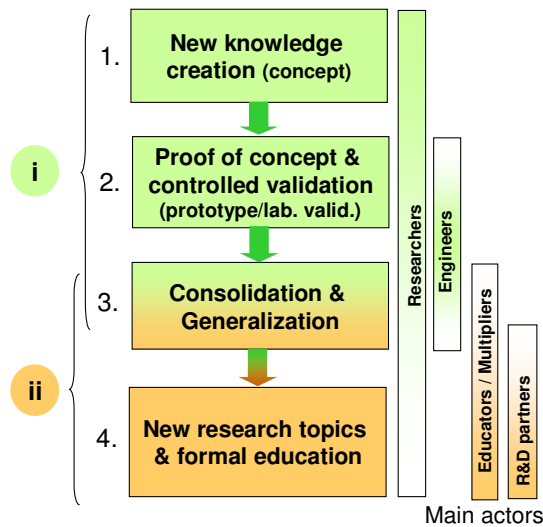 1.
New knowledge
creation (concept)
i
2.
Proof of concept &
controlled validation
(prototype/lab. valid.)
3.
Consolidation &
Generalization
ii
4.
New research topics
& formal education
Researchers
Engineers
Educators / Multipliers
R&D partners
Main actors